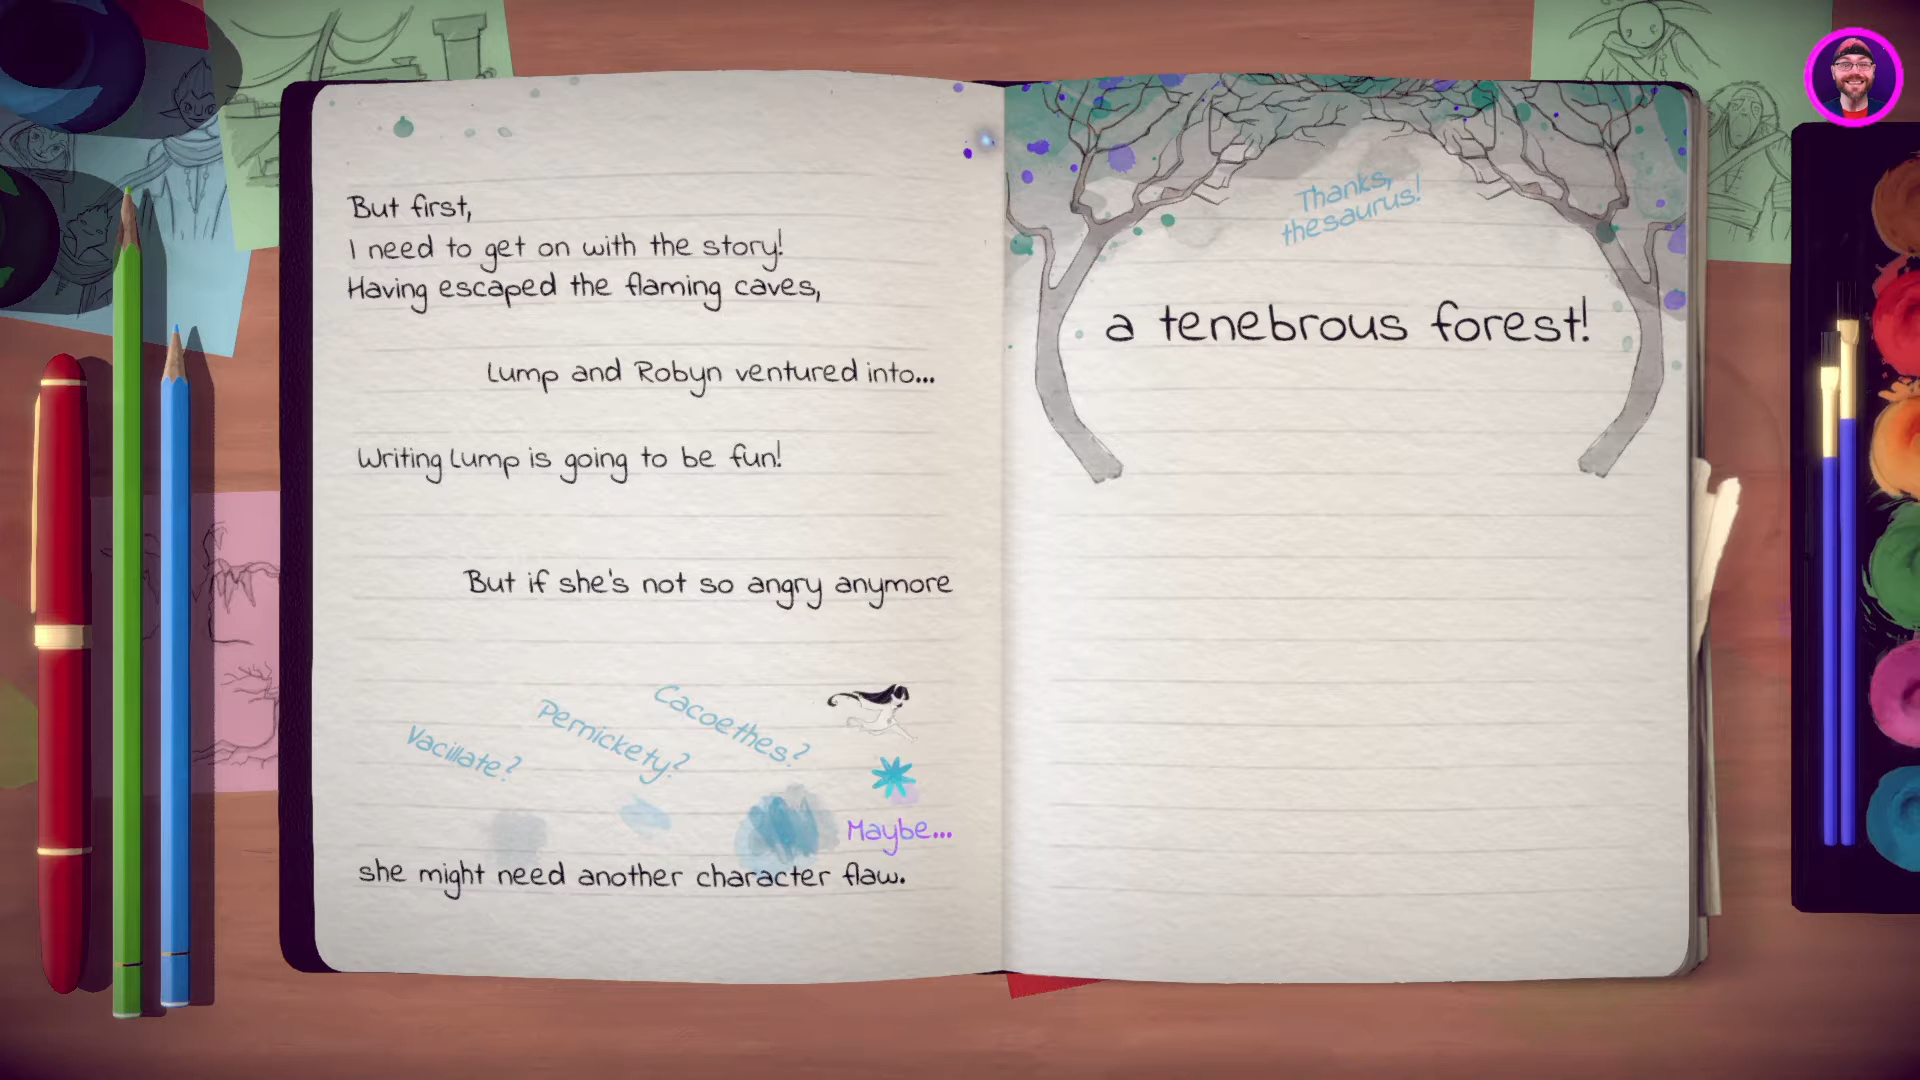 But first,
I need to get on with the story!
Having escaped the flaming caves,
Lump and Robyn ventured into...
Writing Lump is going to be fun!
But if she's not so angry anymore
Vacillate?
Pernickety?
Cacoethes?
Maybe...
she might need another character flaw.
Thanks,
thesaurus!
a tenebrous forest!